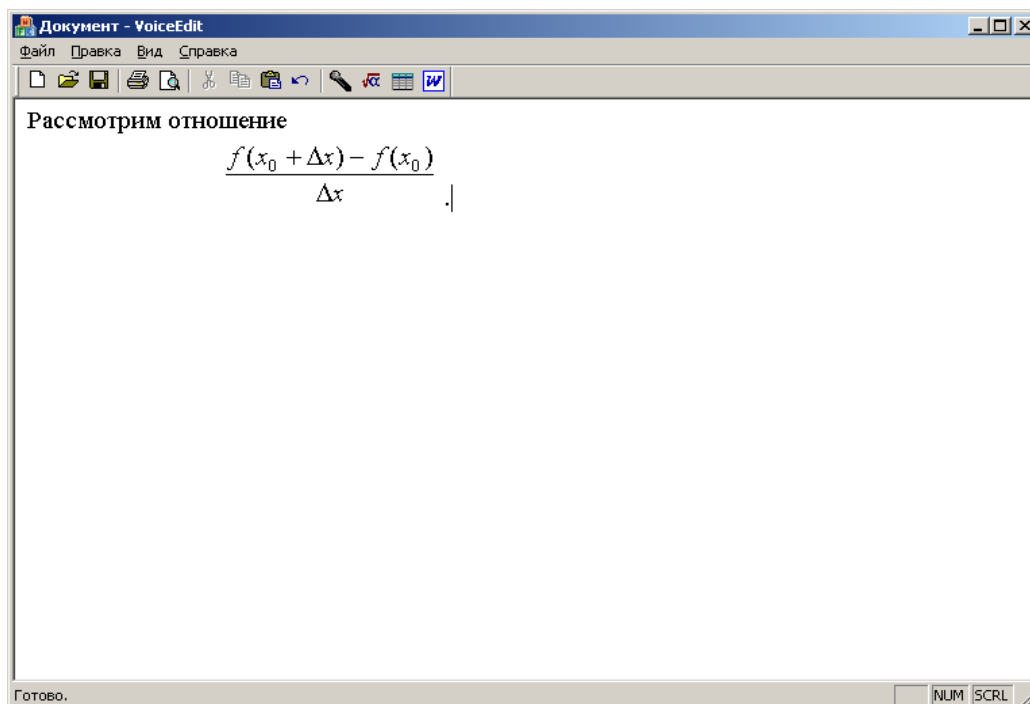 Документ - VoiceEdit
Файл Правка Вид Справка
Рассмотрим отношение
f(x₀ + Δx) − f(x₀)
Δx .
Готово. NUM SCRL